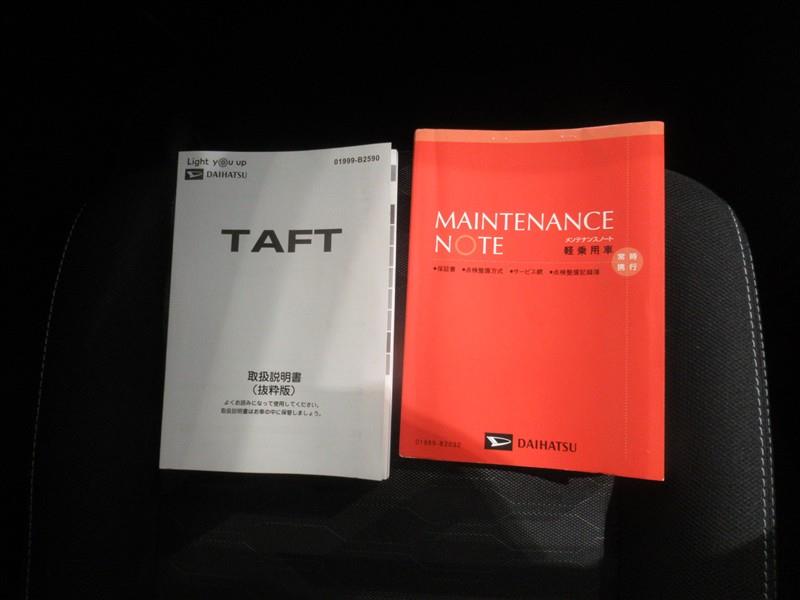 Light you up
DAIHATSU
01999-B2590
TAFT
取扱説明書
(抜粋版)
よくお読みになって使用してください。
取扱説明書はお車の中に保管しましょう。
MAINTENANCE
NOTE
メンテナンスノート
軽乗用車
常時
携行
•保証書 •点検整備方式 •サービス網 •点検整備記録簿
DAIHATSU